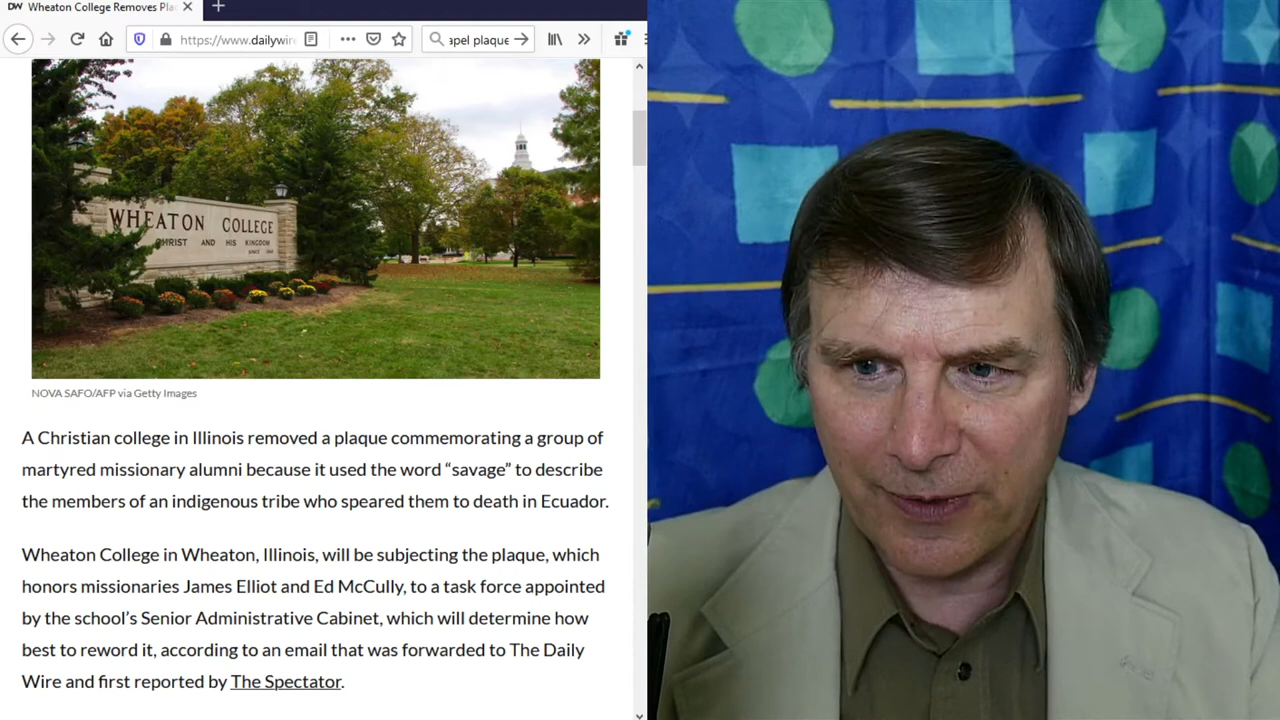 DW Wheaton College Removes Pla
https://www.dailywir
apel plaque
WHEATON COLLEGE
CHRIST AND HIS KINGDOM
NOVA SAFO/AFP via Getty Images
A Christian college in Illinois removed a plaque commemorating a group of
martyred missionary alumni because it used the word “savage” to describe
the members of an indigenous tribe who speared them to death in Ecuador.
Wheaton College in Wheaton, Illinois, will be subjecting the plaque, which
honors missionaries James Elliot and Ed McCully, to a task force appointed
by the school’s Senior Administrative Cabinet, which will determine how
best to reword it, according to an email that was forwarded to The Daily
Wire and first reported by The Spectator.